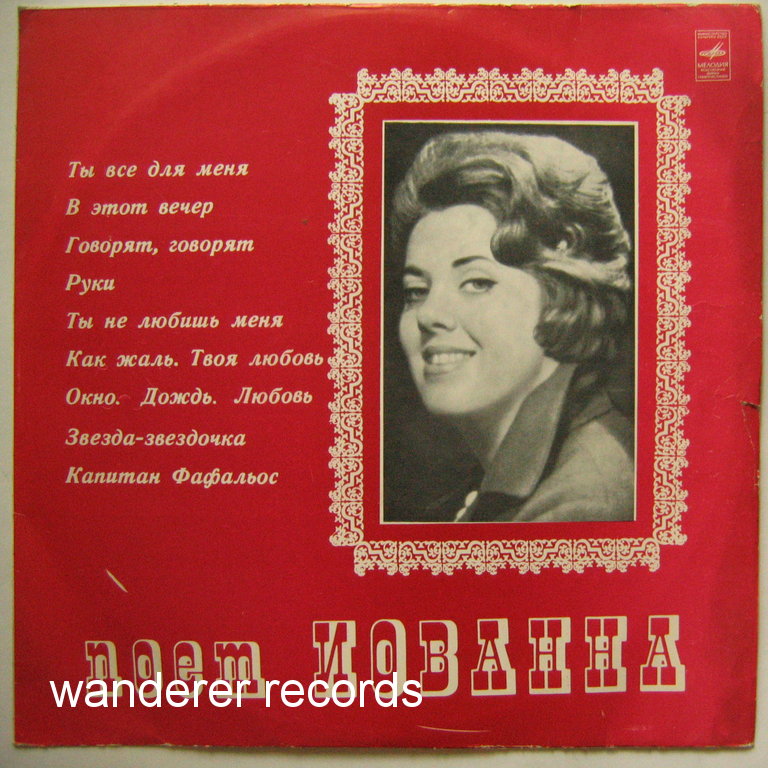 МЕЛОДИЯ
Ты все для меня
В этот вечер
Говорят, говорят
Руки
Ты не любишь меня
Как жаль. Твоя любовь
Окно. Дождь. Любовь
Звезда-звездочка
Капитан Фафальос
поет ИОВАННА
wanderer records